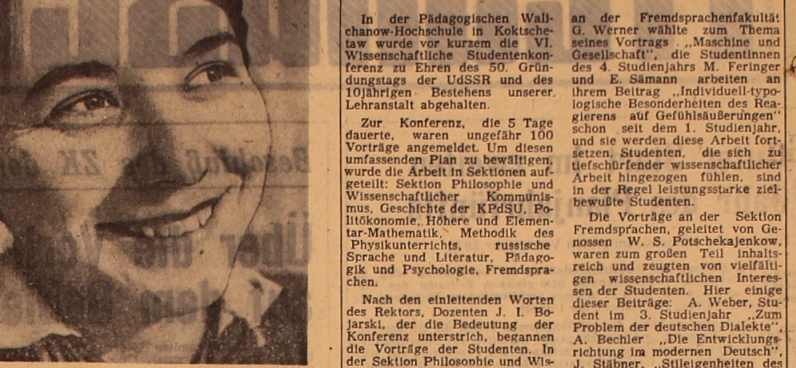 In der Pädagogischen Wali-
chanow-Hochschule in Koktsche-
taw wurde vor kurzem die VI.
Wissenschaftliche Studentenkon-
ferenz zu Ehren des 50. Grün-
dungstags der UdSSR und des
10jährigen Bestehens unserer
Lehranstalt abgehalten.
Zur Konferenz, die 5 Tage
dauerte, waren ungefähr 100
Vorträge angemeldet. Um diesen
umfassenden Plan zu bewältigen,
wurde die Arbeit in Sektionen auf-
geteilt: Sektion Philosophie und
Wissenschaftlicher Kommunis-
mus, Geschichte der KPdSU, Po-
litökonomie, Höhere und Elemen-
tar-Mathematik, Methodik des
Physikunterrichts, russische
Sprache und Literatur, Pädago-
gik und Psychologie, Fremdspra-
chen.
Nach den einleitenden Worten
des Rektors, Dozenten J. I. Bo-
jarski, der die Bedeutung der
Konferenz unterstrich, begannen
die Vorträge der Studenten. In
der Sektion Philosophie und Wis-
an der Fremdsprachenfakultät
G. Werner wählte zum Thema
seines Vortrags „Maschine und
Gesellschaft", die Studentinnen
des 4. Studienjahrs M. Feringer
und E. Sämann arbeiten an
ihrem Beitrag „Individuell-typo-
logische Besonderheiten des Rea-
gierens auf Gefühlsäußerungen"
schon seit dem 1. Studienjahr,
und sie werden diese Arbeit fort-
setzen. Studenten, die sich zu
tiefschürfender wissenschaftlicher
Arbeit hingezogen fühlen, sind
in der Regel leistungsstarke ziel-
bewußte Studenten.
Die Vorträge an der Sektion
Fremdsprachen, geleitet von Ge-
nossen W. S. Potschekajenkow,
waren zum großen Teil inhalts-
reich und zeugten von vielfälti-
gen wissenschaftlichen Interes-
sen der Studenten. Hier einige
dieser Beiträge: A. Weber, Stu-
dent im 3. Studienjahr „Zum
Problem der deutschen Dialekte",
A. Bechler „Die Entwicklungs-
richtung im modernen Deutsch",
J. Stäbner, „Stileigenheiten des